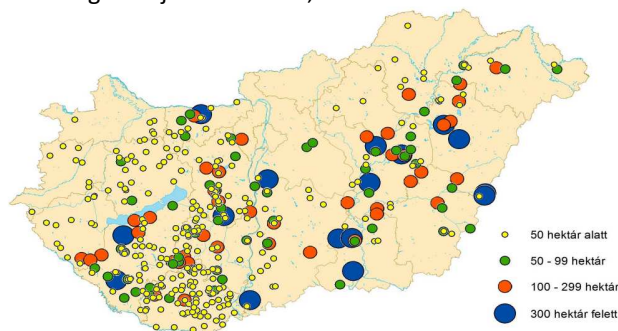 50 hektár alatt
50 - 99 hektár
100 - 299 hektár
300 hektár felett